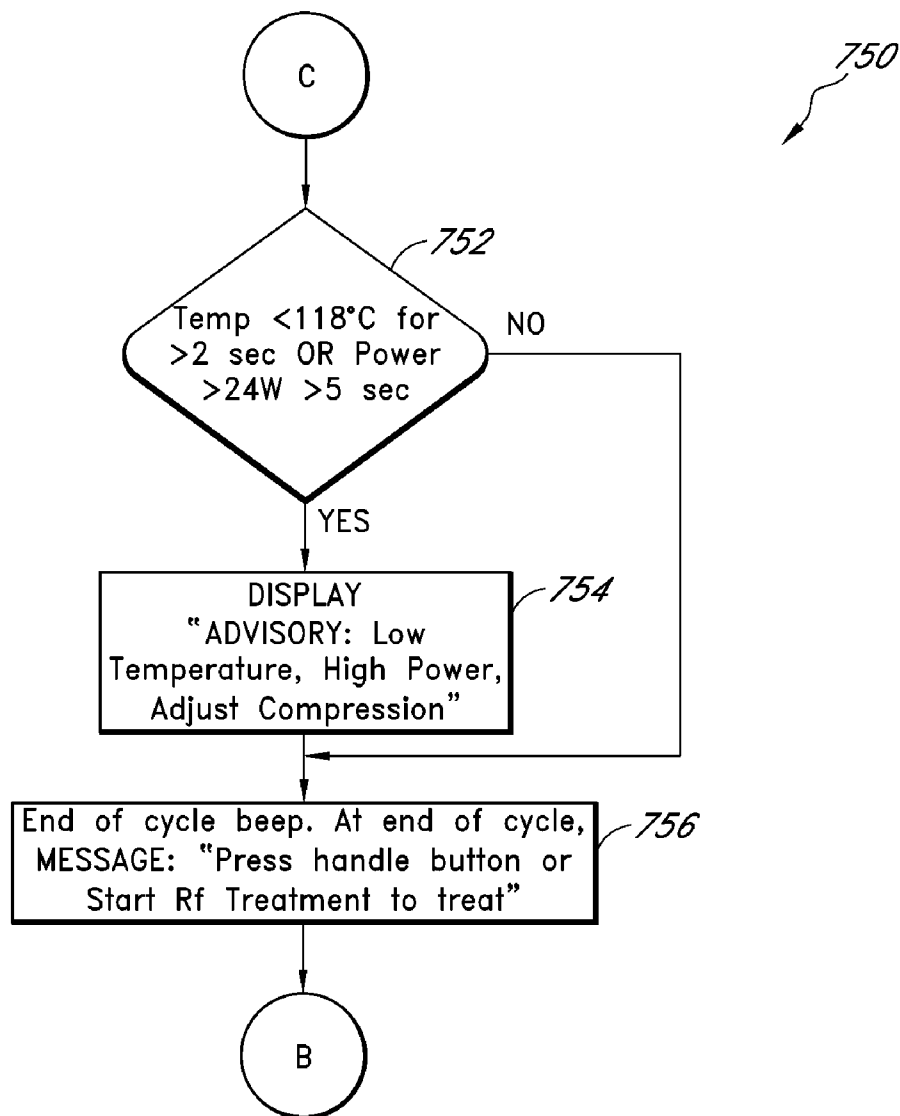 C
750
752
Temp <118°C for
>2 sec OR Power
>24W >5 sec
NO
YES
DISPLAY
“ADVISORY: Low
Temperature, High Power,
Adjust Compression”
754
End of cycle beep. At end of cycle,
MESSAGE: “Press handle button or
Start Rf Treatment to treat”
756
B